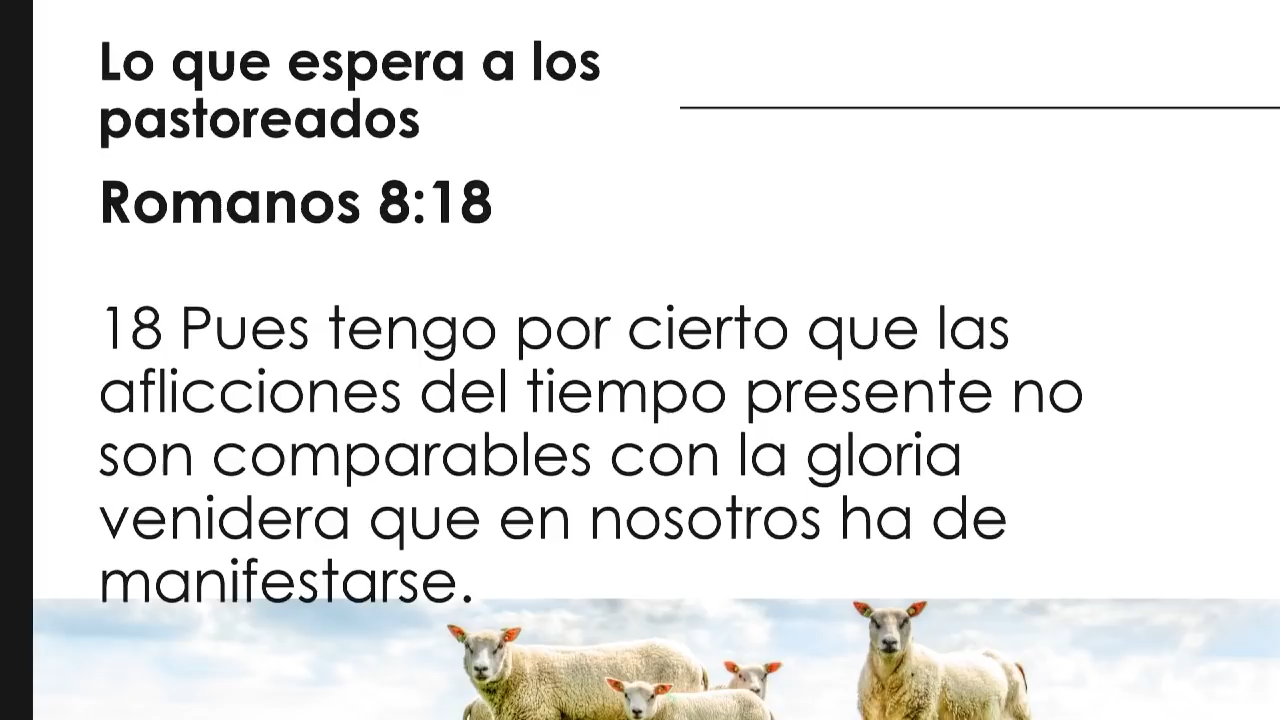 Lo que espera a los
pastoreados
Romanos 8:18
18 Pues tengo por cierto que las
aflicciones del tiempo presente no
son comparables con la gloria
venidera que en nosotros ha de
manifestarse.